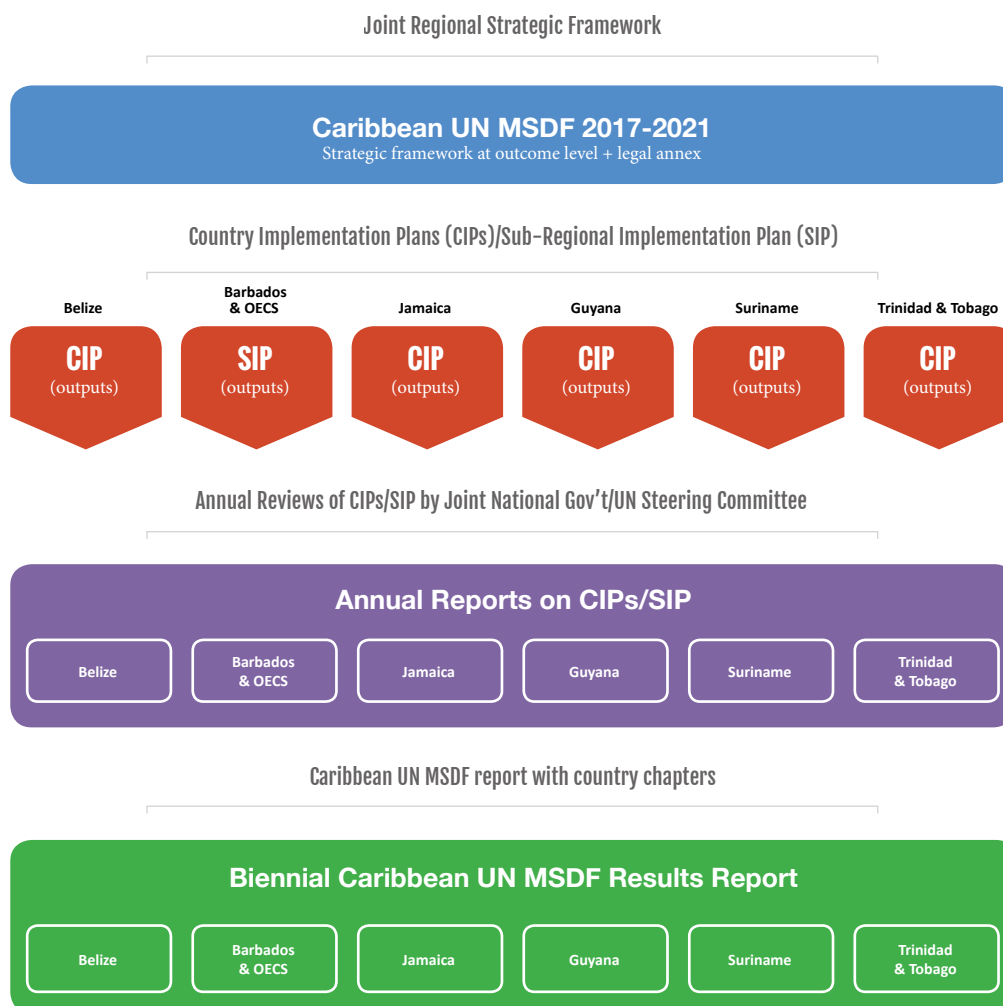 Joint Regional Strategic Framework
Caribbean UN MSDF 2017-2021
Strategic framework at outcome level + legal annex
Country Implementation Plans (CIPs)/Sub-Regional Implementation Plan (SIP)
Belize
Barbados
& OECS
Jamaica
Guyana
Suriname
Trinidad & Tobago
CIP
(outputs)
SIP
(outputs)
CIP
(outputs)
CIP
(outputs)
CIP
(outputs)
CIP
(outputs)
Annual Reviews of CIPs/SIP by Joint National Gov’t/UN Steering Committee
Annual Reports on CIPs/SIP
Belize
Barbados
& OECS
Jamaica
Guyana
Suriname
Trinidad
& Tobago
Caribbean UN MSDF report with country chapters
Biennial Caribbean UN MSDF Results Report
Belize
Barbados
& OECS
Jamaica
Guyana
Suriname
Trinidad
& Tobago